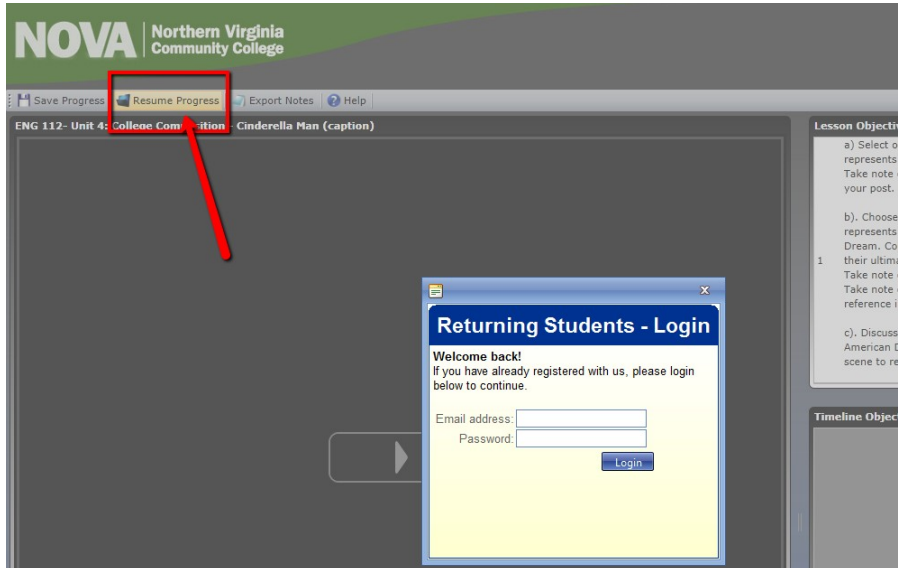 NOVA
Northern Virginia
Community College
Save Progress Resume Progress Export Notes Help
ENG 112- Unit 4: College Composition - Cinderella Man (caption)
Lesson Objectiv
a) Select o
represents
Take note
your post.
b). Choose
represents
Dream. Co
1 their ultima
Take note
Take note
reference i
c). Discuss
American D
scene to re
Returning Students - Login
Welcome back!
If you have already registered with us, please login
below to continue.
Email address:
Password:
Login
Timeline Objec